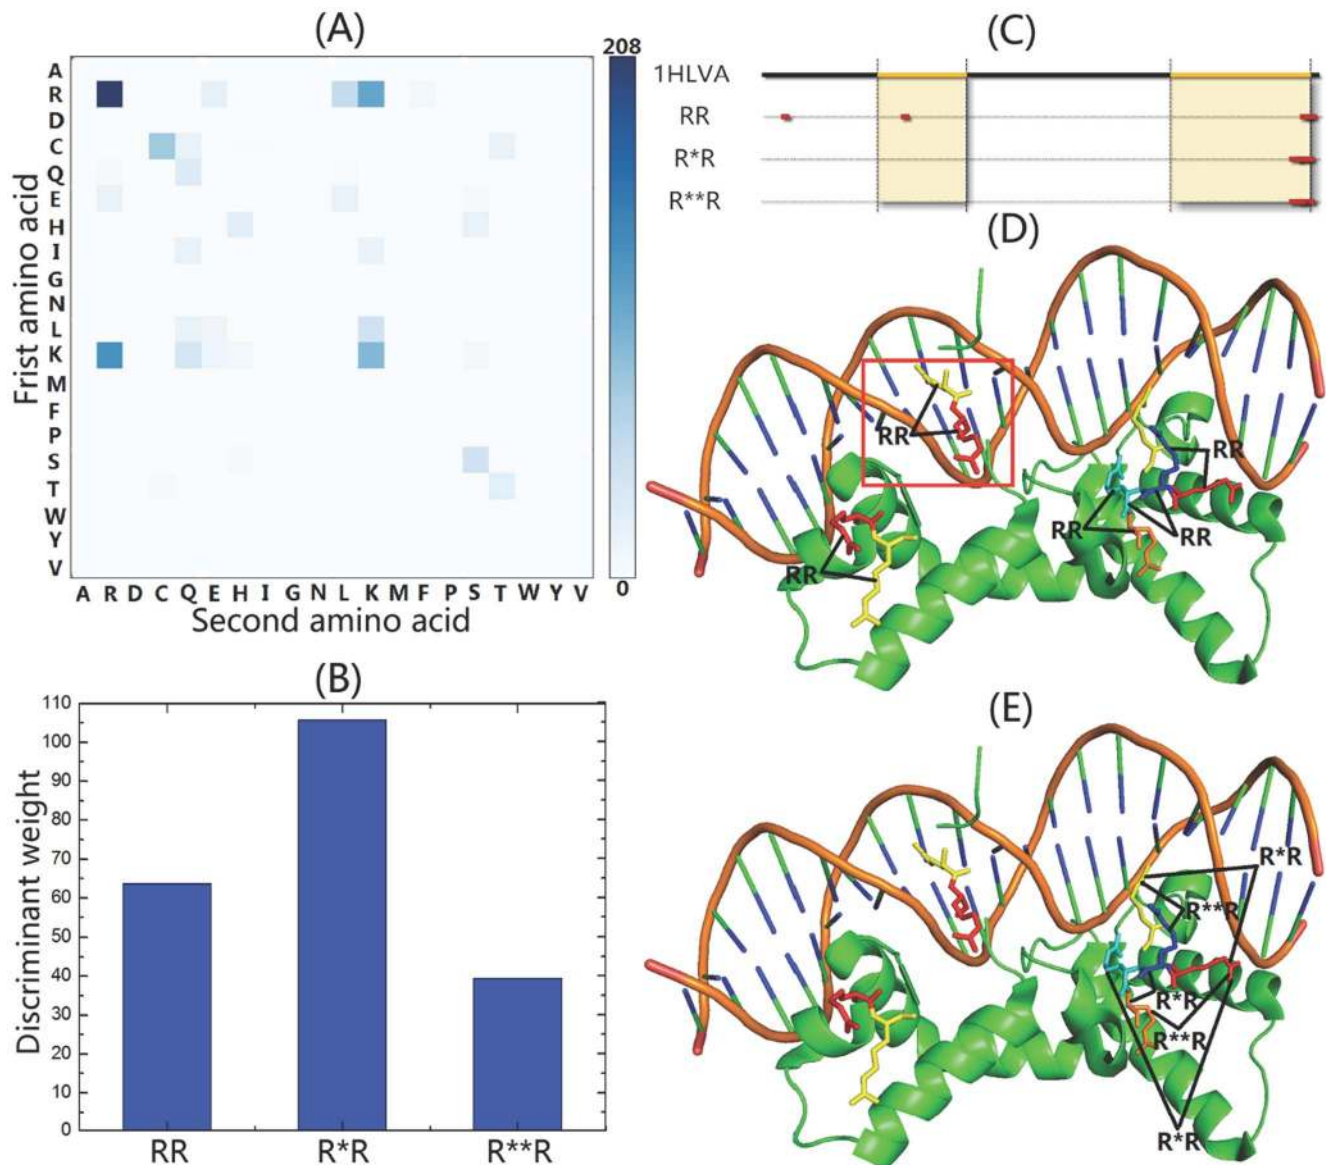 (A)
208
A
R
D
C
Q
E
H
I
G
N
L
K
M
F
P
S
T
W
Y
V
Frist amino acid
0
A R D C Q E H I G N L K M F P S T W Y V
Second amino acid
(B)
110
100
90
80
70
60
50
40
30
20
10
0
Discriminant weight
RR R*R R**R
(C)
1HLVA
RR
R*R
R**R
(D)
RR
RR
RR
RR
RR
(E)
R*R
R**R
R*R
R**R
R*R